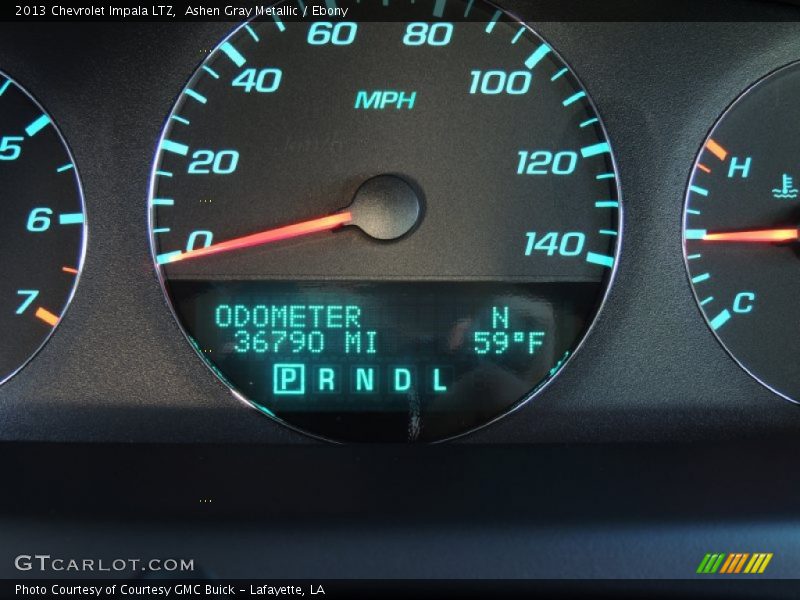 2013 Chevrolet Impala LTZ, Ashen Gray Metallic / Ebony
60 80
40 100
MPH
5 20 120 H
6 0 140
7 C
ODOMETER N
36790 MI 59°F
P R N D L
GTCARLOT.COM
Photo Courtesy of Courtesy GMC Buick - Lafayette, LA